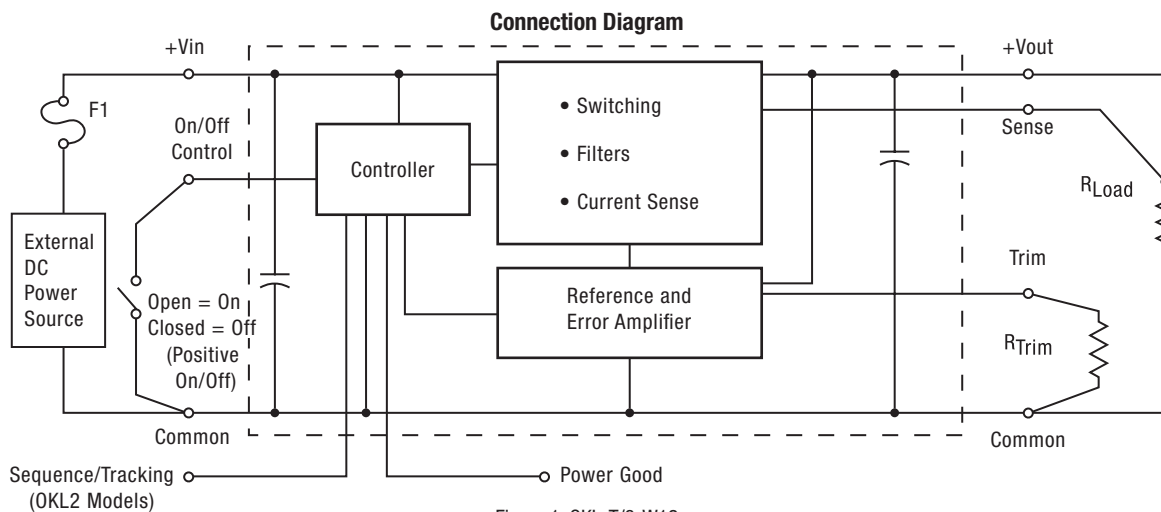 Connection Diagram
+Vin
+Vout
F1
On/Off
Control
Controller
• Switching
• Filters
• Current Sense
Sense
RLoad
External
DC
Power
Source
Open = On
Closed = Off
(Positive
On/Off)
Reference and
Error Amplifier
Trim
RTrim
Common
Common
Sequence/Tracking
(OKL2 Models)
Power Good